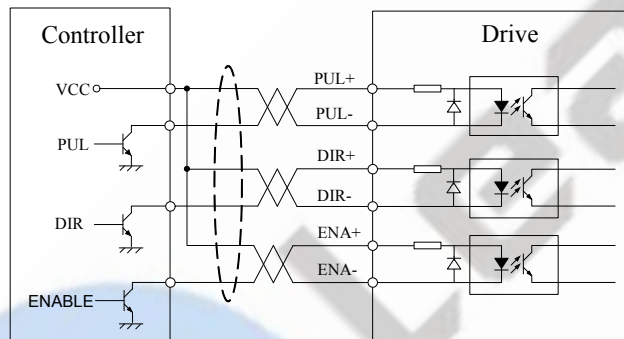 Controller
Drive
VCC
PUL+
PUL-
PUL
DIR+
DIR-
DIR
ENA+
ENA-
ENABLE